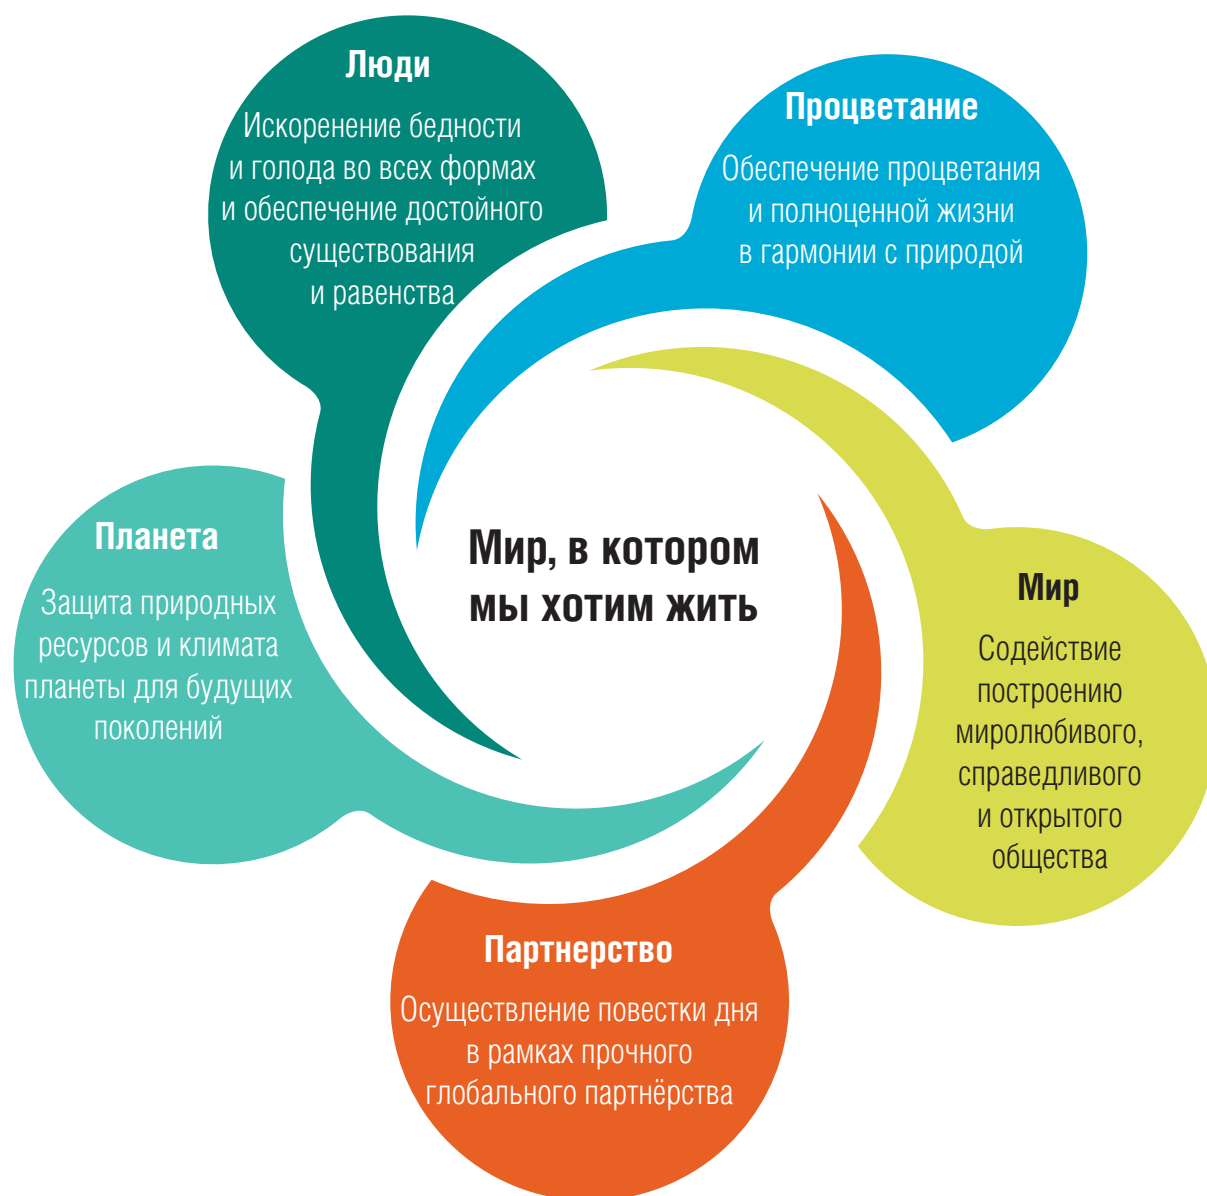 Люди
Искоренение бедности
и голода во всех формах
и обеспечение достойного
существования
и равенства
Процветание
Обеспечение процветания
и полноценной жизни
в гармонии с природой
Планета
Защита природных
ресурсов и климата
планеты для будущих
поколений
Мир, в котором
мы хотим жить
Мир
Содействие
построению
миролюбивого,
справедливого
и открытого
общества
Партнерство
Осуществление повестки дня
в рамках прочного
глобального партнёрства